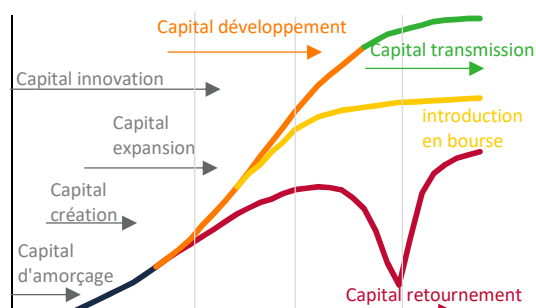 Capital développement
Capital transmission
Capital innovation
introduction
en bourse
Capital
expansion
Capital
création
Capital
d'amorçage
Capital retournement